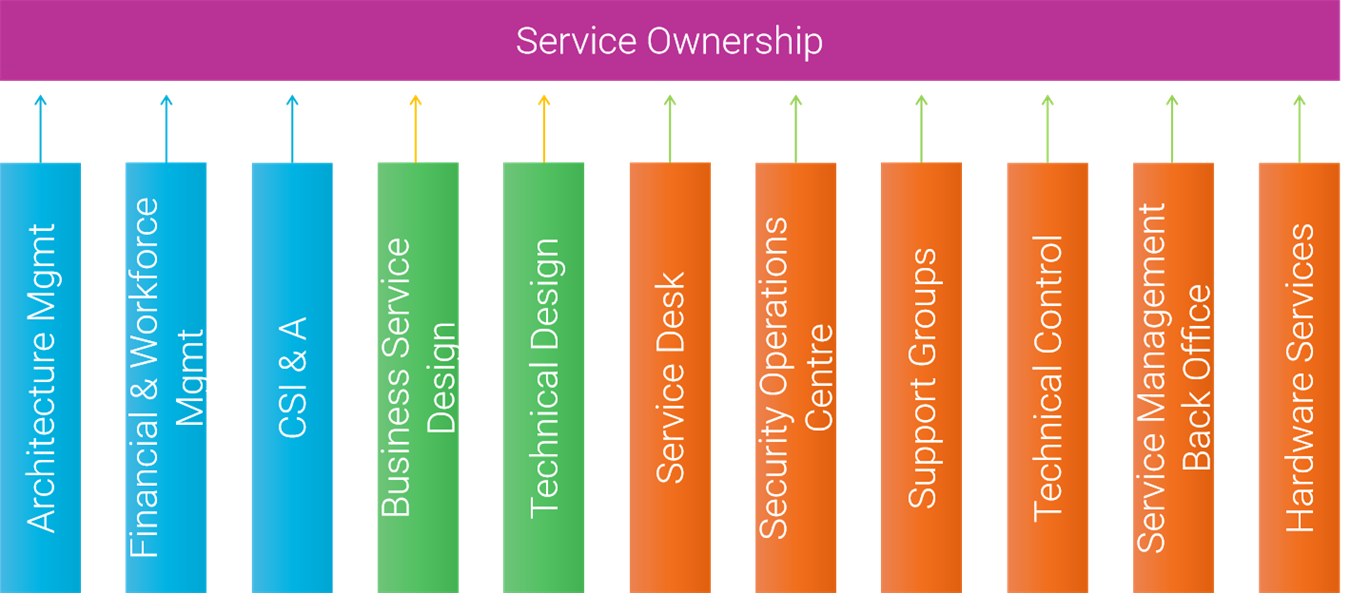 Service Ownership
Architecture Mgmt
Financial & Workforce
Mgmt
CSI & A
Business Service
Design
Technical Design
Service Desk
Security Operations
Centre
Support Groups
Technical Control
Service Management
Back Office
Hardware Services